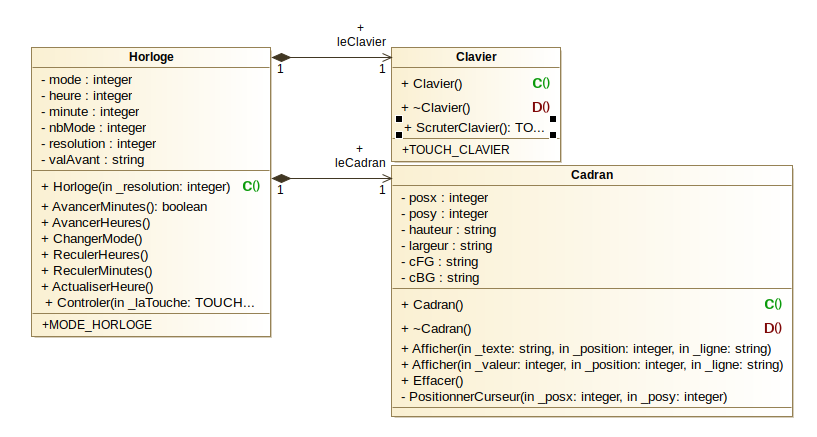 Horloge
- mode : integer
- heure : integer
- minute : integer
- nbMode : integer
- resolution : integer
- valAvant : string
+ Horloge(in _resolution: integer) C()
+ AvancerMinutes(): boolean
+ AvancerHeures()
+ ChangerMode()
+ ReculerHeures()
+ ReculerMinutes()
+ ActualiserHeure()
+ Controler(in _laTouche: TOUCH...
+MODE_HORLOGE
+
leClavier
1 1
+
leCadran
1 1
Clavier
+ Clavier() C()
+ ~Clavier() D()
+ ScruterClavier(): TO...
+TOUCH_CLAVIER
Cadran
- posx : integer
- posy : integer
- hauteur : string
- largeur : string
- cFG : string
- cBG : string
+ Cadran() C()
+ ~Cadran() D()
+ Afficher(in _texte: string, in _position: integer, in _ligne: string)
+ Afficher(in _valeur: integer, in _position: integer, in _ligne: string)
+ Effacer()
- PositionnerCurseur(in _posx: integer, in _posy: integer)